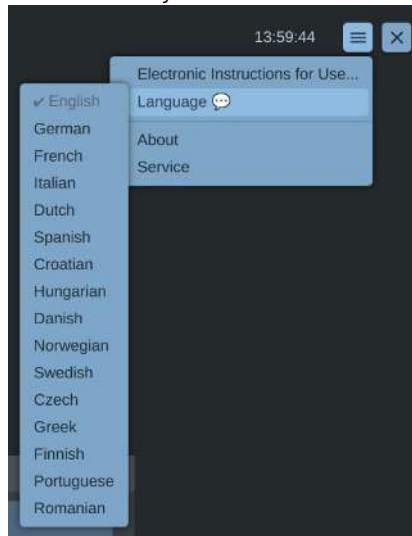 13:59:44
Electronic Instructions for Use...
Language 💬
About
Service
✔ English
German
French
Italian
Dutch
Spanish
Croatian
Hungarian
Danish
Norwegian
Swedish
Czech
Greek
Finnish
Portuguese
Romanian